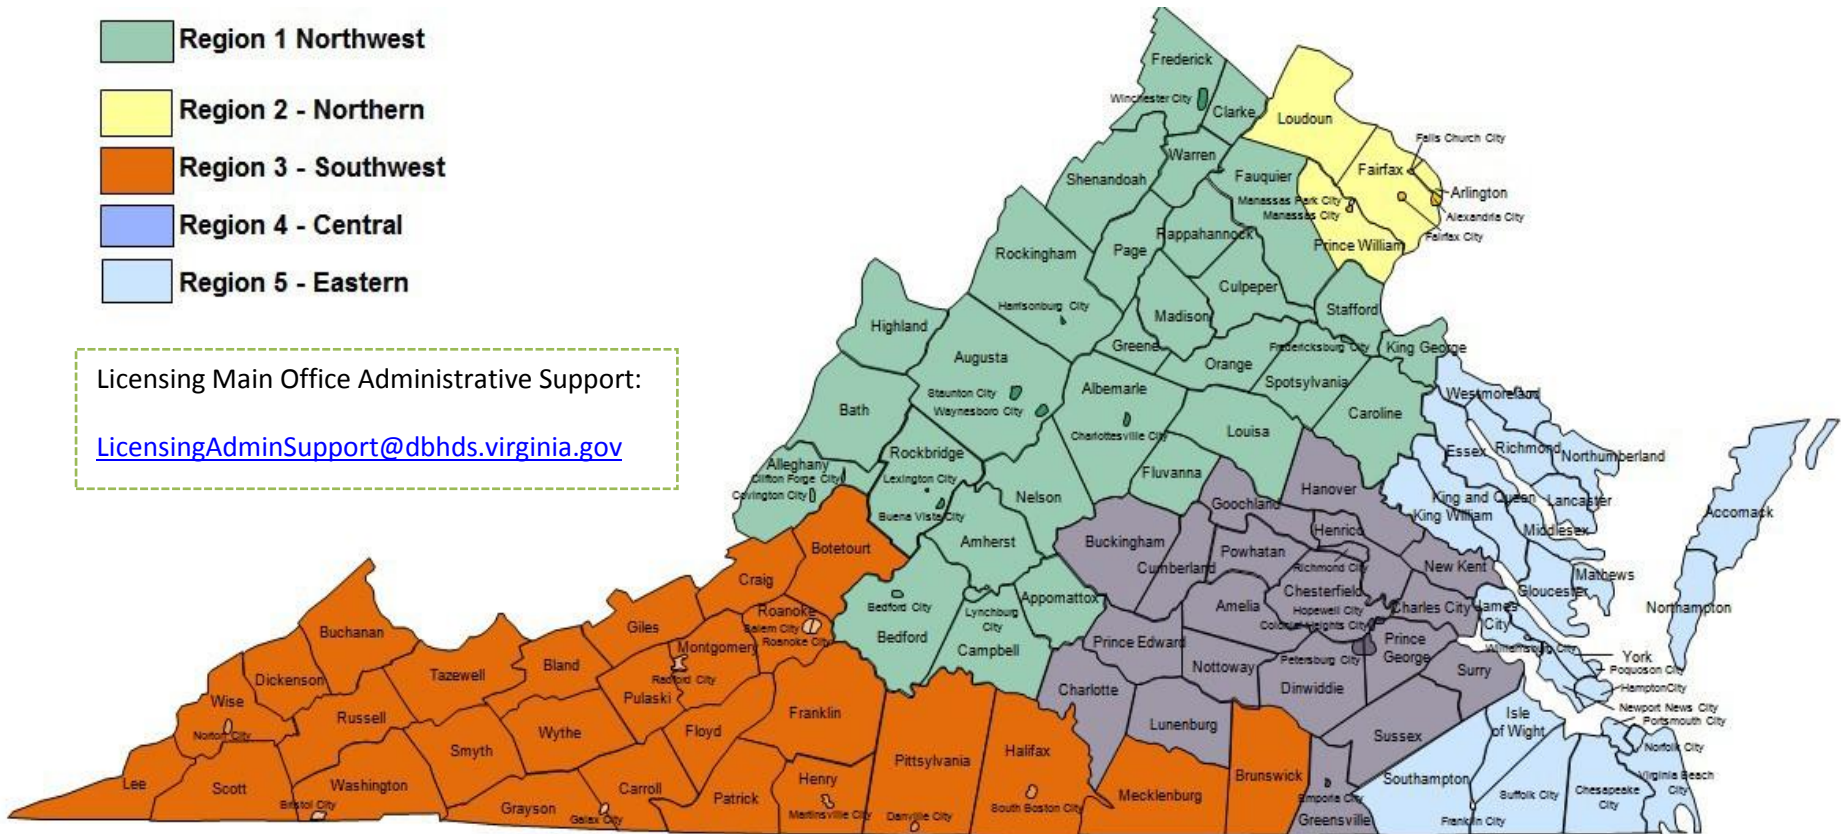 Region 1 Northwest
Region 2 - Northern
Region 3 - Southwest
Region 4 - Central
Region 5 - Eastern
Licensing Main Office Administrative Support:
LicensingAdminSupport@dbhds.virginia.gov
Frederick
Winchester City
Clarke
Loudoun
Falls Church City
Warren
Fairfax
Shenandoah
Fauquier
Arlington
Manassas Park City
Manassas City
Alexandria City
Fairfax City
Rappahannock
Page
Prince William
Rockingham
Culpeper
Harrisonburg City
Madison
Stafford
Highland
Greene
Orange
Fredericksburg City
King George
Augusta
Albemarle
Spotsylvania
Staunton City
Waynesboro City
Westmoreland
Bath
Caroline
Charlottesville City
Louisa
Rockbridge
Essex
Richmond
Northumberland
Alleghany
Clifton Forge City
Covington City
Lexington City
Fluvanna
Nelson
Hanover
Goochland
King and Queen
Lancaster
King William
Accomack
Buena Vista City
Henrico
Middlesex
Botetourt
Amherst
Buckingham
Powhatan
Cumberland
Richmond City
New Kent
Mathews
Craig
Chesterfield
Gloucester
Bedford City
Lynchburg
City
Appomattox
Amelia
Hopewell City
Charles City
James
City
Northampton
Roanoke
Salem City
Roanoke City
Colonial Heights City
Buchanan
Giles
Bedford
Campbell
Prince Edward
Prince
George
Williamsburg City
Montgomery
York
Tazewell
Bland
Nottoway
Petersburg City
Poquoson City
Dickenson
Radford City
Surry
Pulaski
Charlotte
Dinwiddie
HamptonCity
Wise
Newport News City
Russell
Franklin
Lunenburg
Isle
of Wight
Portsmouth City
Norton City
Wythe
Floyd
Sussex
Norfolk City
Smyth
Halifax
Pittsylvania
Lee
Scott
Washington
Henry
Brunswick
Southampton
Virginia Beach
City
Carroll
Patrick
Mecklenburg
Suffolk City
Chesapeake
City
Bristol City
Grayson
Galax City
Martinsville City
Danville City
South Boston City
Emporia City
Greensville
Franklin City